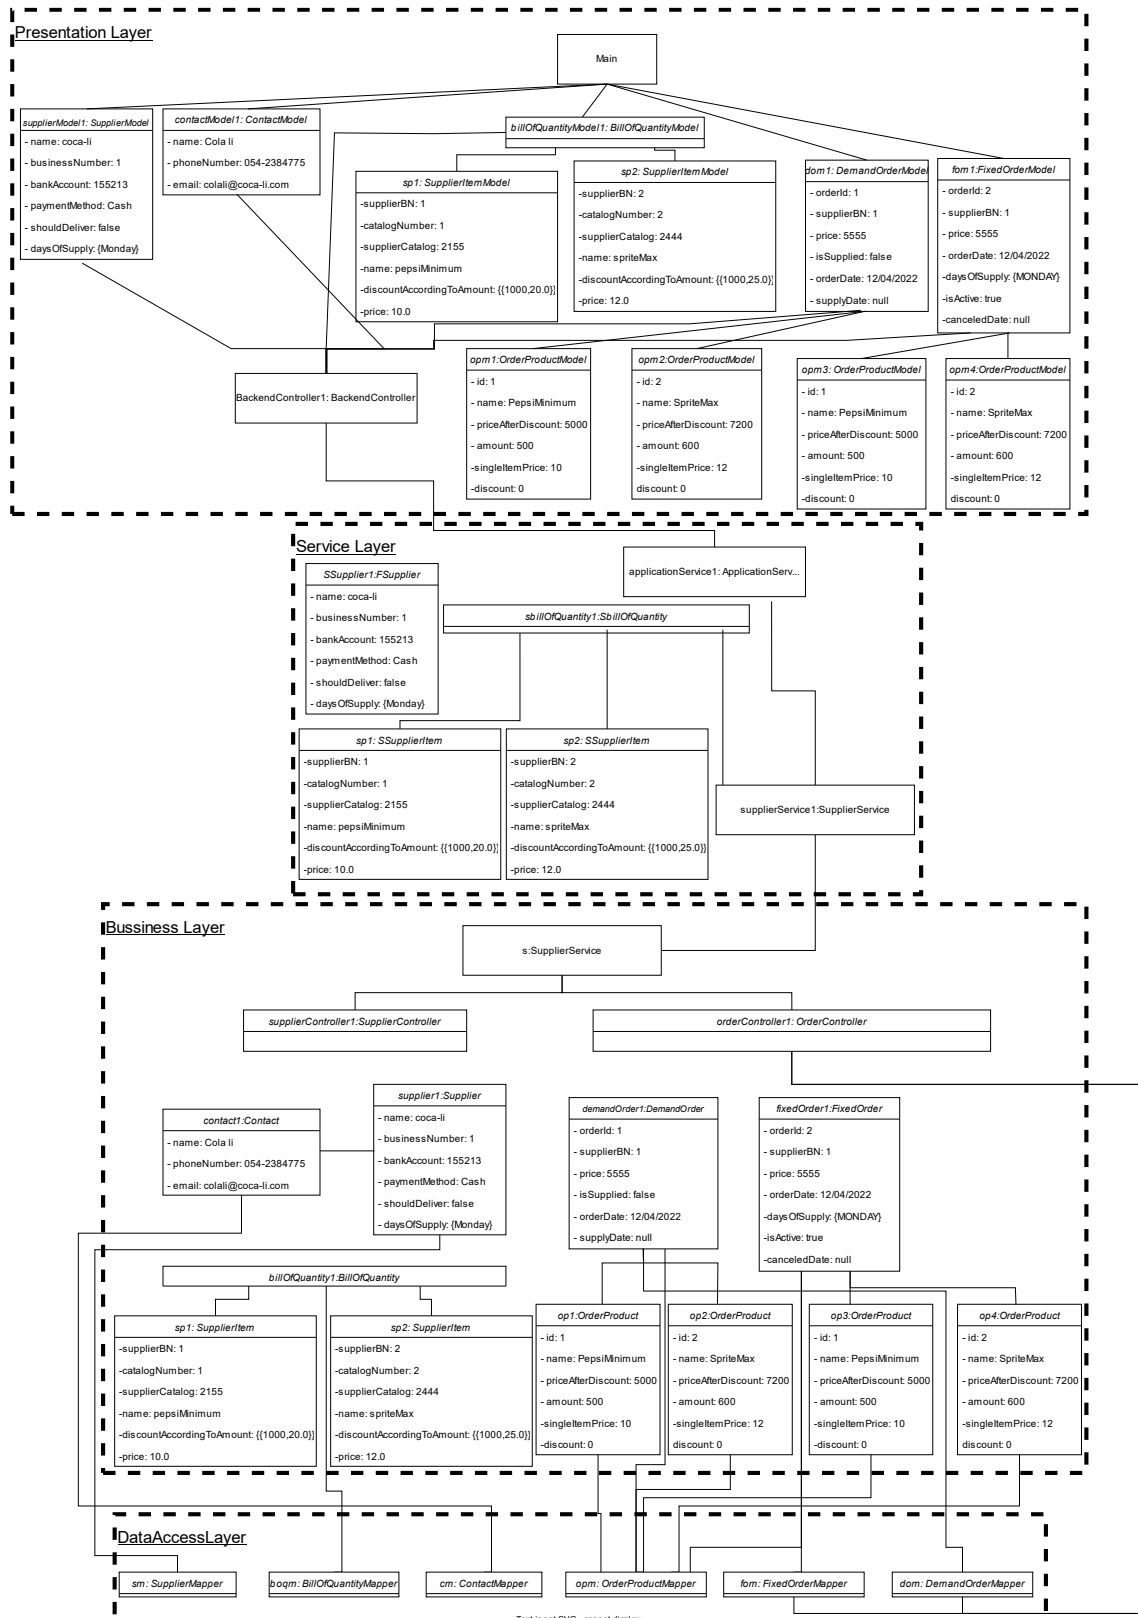 Presentation Layer
Main
supplierModel1: SupplierModel
- name: coca-li
- businessNumber: 1
- bankAccount: 155213
- paymentMethod: Cash
- shouldDeliver: false
- daysOfSupply: {Monday}
contactModel1: ContactModel
- name: Cola li
- phoneNumber: 054-2384775
- email: colali@coca-li.com
billOfQuantityModel1: BillOfQuantityModel
sp1: SupplierItemModel
-supplierBN: 1
-catalogNumber: 1
-supplierCatalog: 2155
-name: pepsiMinimum
-discountAccordingToAmount: {{1000,20.0}}
-price: 10.0
sp2: SupplierItemModel
-supplierBN: 2
-catalogNumber: 2
-supplierCatalog: 2444
-name: spriteMax
-discountAccordingToAmount: {{1000,25.0}}
-price: 12.0
dom1: DemandOrderModel
- orderId: 1
- supplierBN: 1
- price: 5555
- isSupplied: false
- orderDate: 12/04/2022
- supplyDate: null
fom1:FixedOrderModel
- orderId: 2
- supplierBN: 1
- price: 5555
- orderDate: 12/04/2022
-daysOfSupply: {MONDAY}
-isActive: true
-canceledDate: null
BackendController1: BackendController
opm1:OrderProductModel
- id: 1
- name: PepsiMinimum
- priceAfterDiscount: 5000
- amount: 500
-singleItemPrice: 10
-discount: 0
opm2:OrderProductModel
- id: 2
- name: SpriteMax
- priceAfterDiscount: 7200
- amount: 600
-singleItemPrice: 12
discount: 0
opm3: OrderProductModel
- id: 1
- name: PepsiMinimum
- priceAfterDiscount: 5000
- amount: 500
-singleItemPrice: 10
-discount: 0
opm4:OrderProductModel
- id: 2
- name: SpriteMax
- priceAfterDiscount: 7200
- amount: 600
-singleItemPrice: 12
discount: 0
Service Layer
SSupplier1:FSupplier
- name: coca-li
- businessNumber: 1
- bankAccount: 155213
- paymentMethod: Cash
- shouldDeliver: false
- daysOfSupply: {Monday}
applicationService1: ApplicationServ...
sbillOfQuantity1:SbillOfQuantity
sp1: SSupplierItem
-supplierBN: 1
-catalogNumber: 1
-supplierCatalog: 2155
-name: pepsiMinimum
-discountAccordingToAmount: {{1000,20.0}}
-price: 10.0
sp2: SSupplierItem
-supplierBN: 2
-catalogNumber: 2
-supplierCatalog: 2444
-name: spriteMax
-discountAccordingToAmount: {{1000,25.0}}
-price: 12.0
supplierService1:SupplierService
Bussiness Layer
s:SupplierService
supplierController1:SupplierController
orderController1: OrderController
contact1:Contact
- name: Cola li
- phoneNumber: 054-2384775
- email: colali@coca-li.com
supplier1:Supplier
- name: coca-li
- businessNumber: 1
- bankAccount: 155213
- paymentMethod: Cash
- shouldDeliver: false
- daysOfSupply: {Monday}
demandOrder1:DemandOrder
- orderId: 1
- supplierBN: 1
- price: 5555
- isSupplied: false
- orderDate: 12/04/2022
- supplyDate: null
fixedOrder1:FixedOrder
- orderId: 2
- supplierBN: 1
- price: 5555
- orderDate: 12/04/2022
-daysOfSupply: {MONDAY}
-isActive: true
-canceledDate: null
billOfQuantity1:BillOfQuantity
sp1: SupplierItem
-supplierBN: 1
-catalogNumber: 1
-supplierCatalog: 2155
-name: pepsiMinimum
-discountAccordingToAmount: {{1000,20.0}}
-price: 10.0
sp2: SupplierItem
-supplierBN: 2
-catalogNumber: 2
-supplierCatalog: 2444
-name: spriteMax
-discountAccordingToAmount: {{1000,25.0}}
-price: 12.0
op1:OrderProduct
- id: 1
- name: PepsiMinimum
- priceAfterDiscount: 5000
- amount: 500
-singleItemPrice: 10
-discount: 0
op2:OrderProduct
- id: 2
- name: SpriteMax
- priceAfterDiscount: 7200
- amount: 600
-singleItemPrice: 12
discount: 0
op3:OrderProduct
- id: 1
- name: PepsiMinimum
- priceAfterDiscount: 5000
- amount: 500
-singleItemPrice: 10
-discount: 0
op4:OrderProduct
- id: 2
- name: SpriteMax
- priceAfterDiscount: 7200
- amount: 600
-singleItemPrice: 12
discount: 0
DataAccessLayer
sm: SupplierMapper
boqm: BillOfQuantityMapper
cm: ContactMapper
opm: OrderProductMapper
fom: FixedOrderMapper
dom: DemandOrderMapper